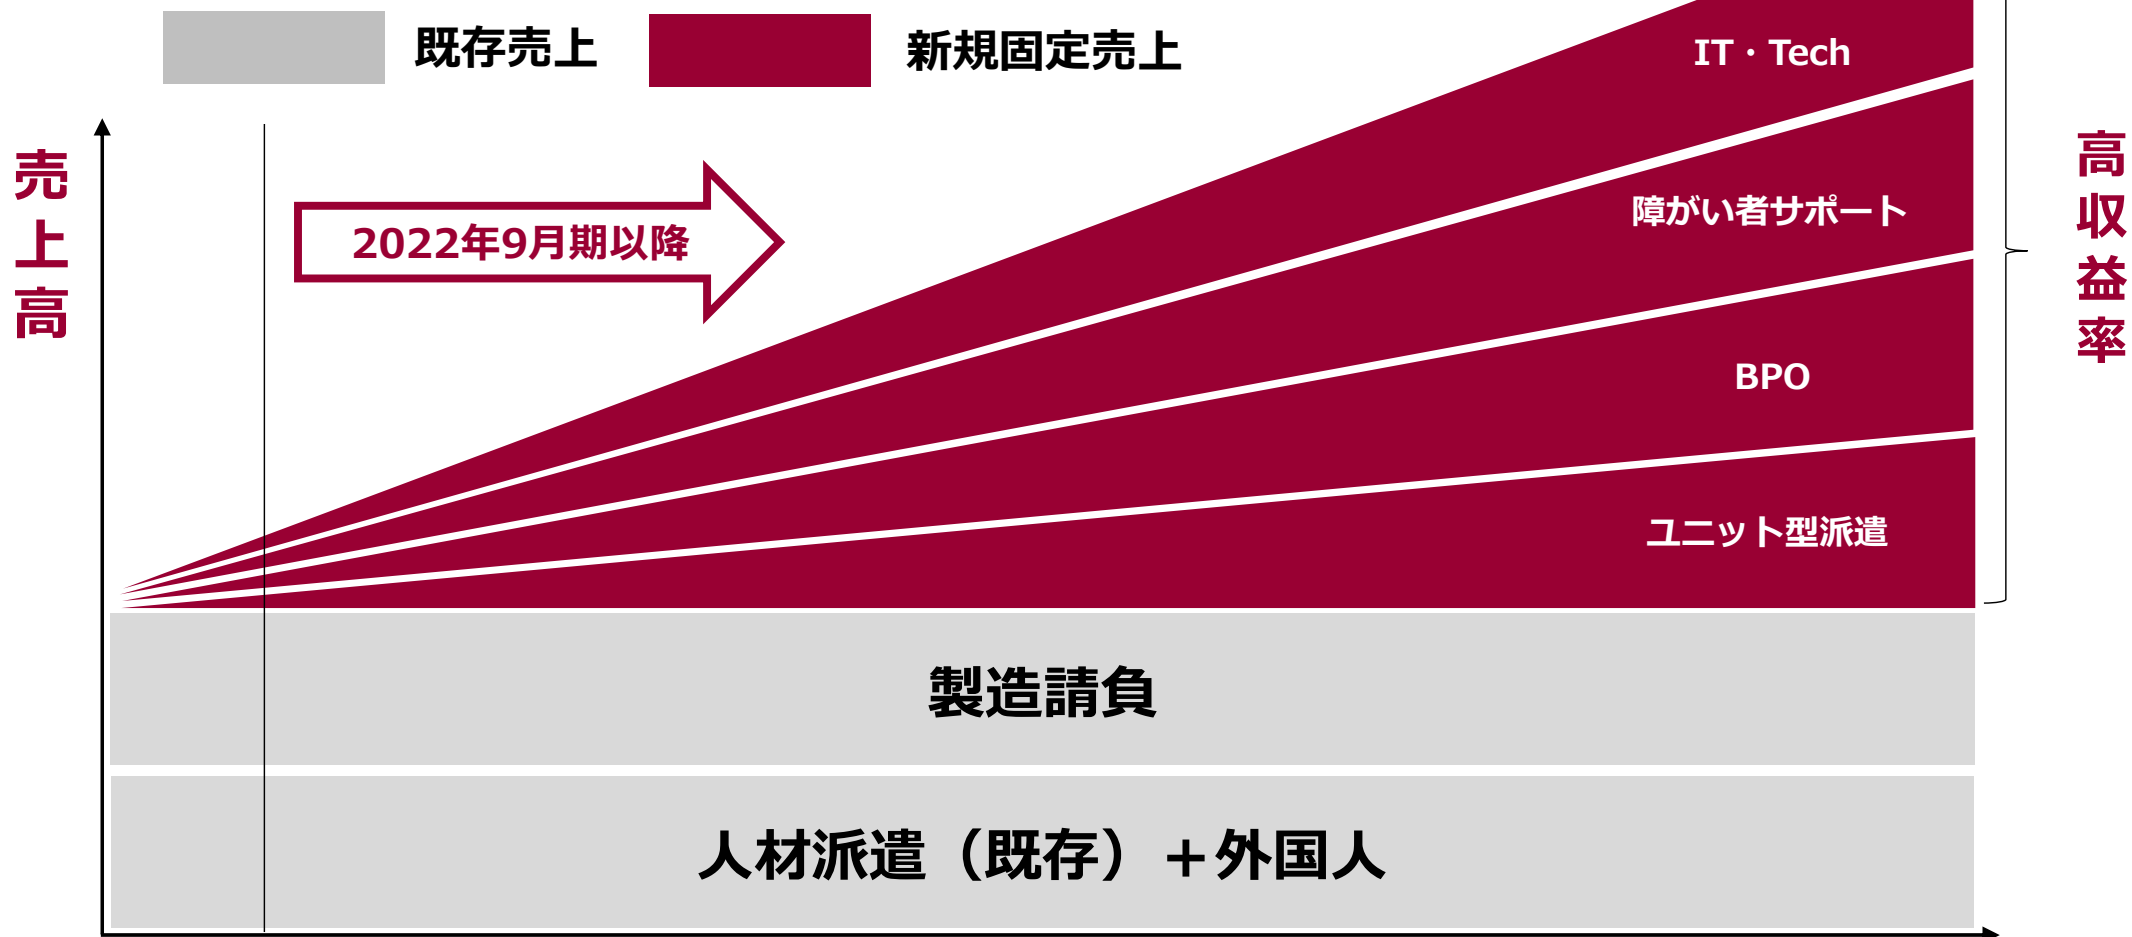 既存売上
新規固定売上
売上高
2022年9月期以降
IT・Tech
障がい者サポート
BPO
ユニット型派遣
高収益率
製造請負
人材派遣（既存）＋外国人